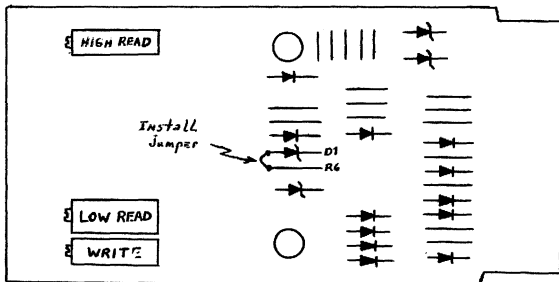 HIGH READ
Install
Jumper
D1
R6
LOW READ
WRITE